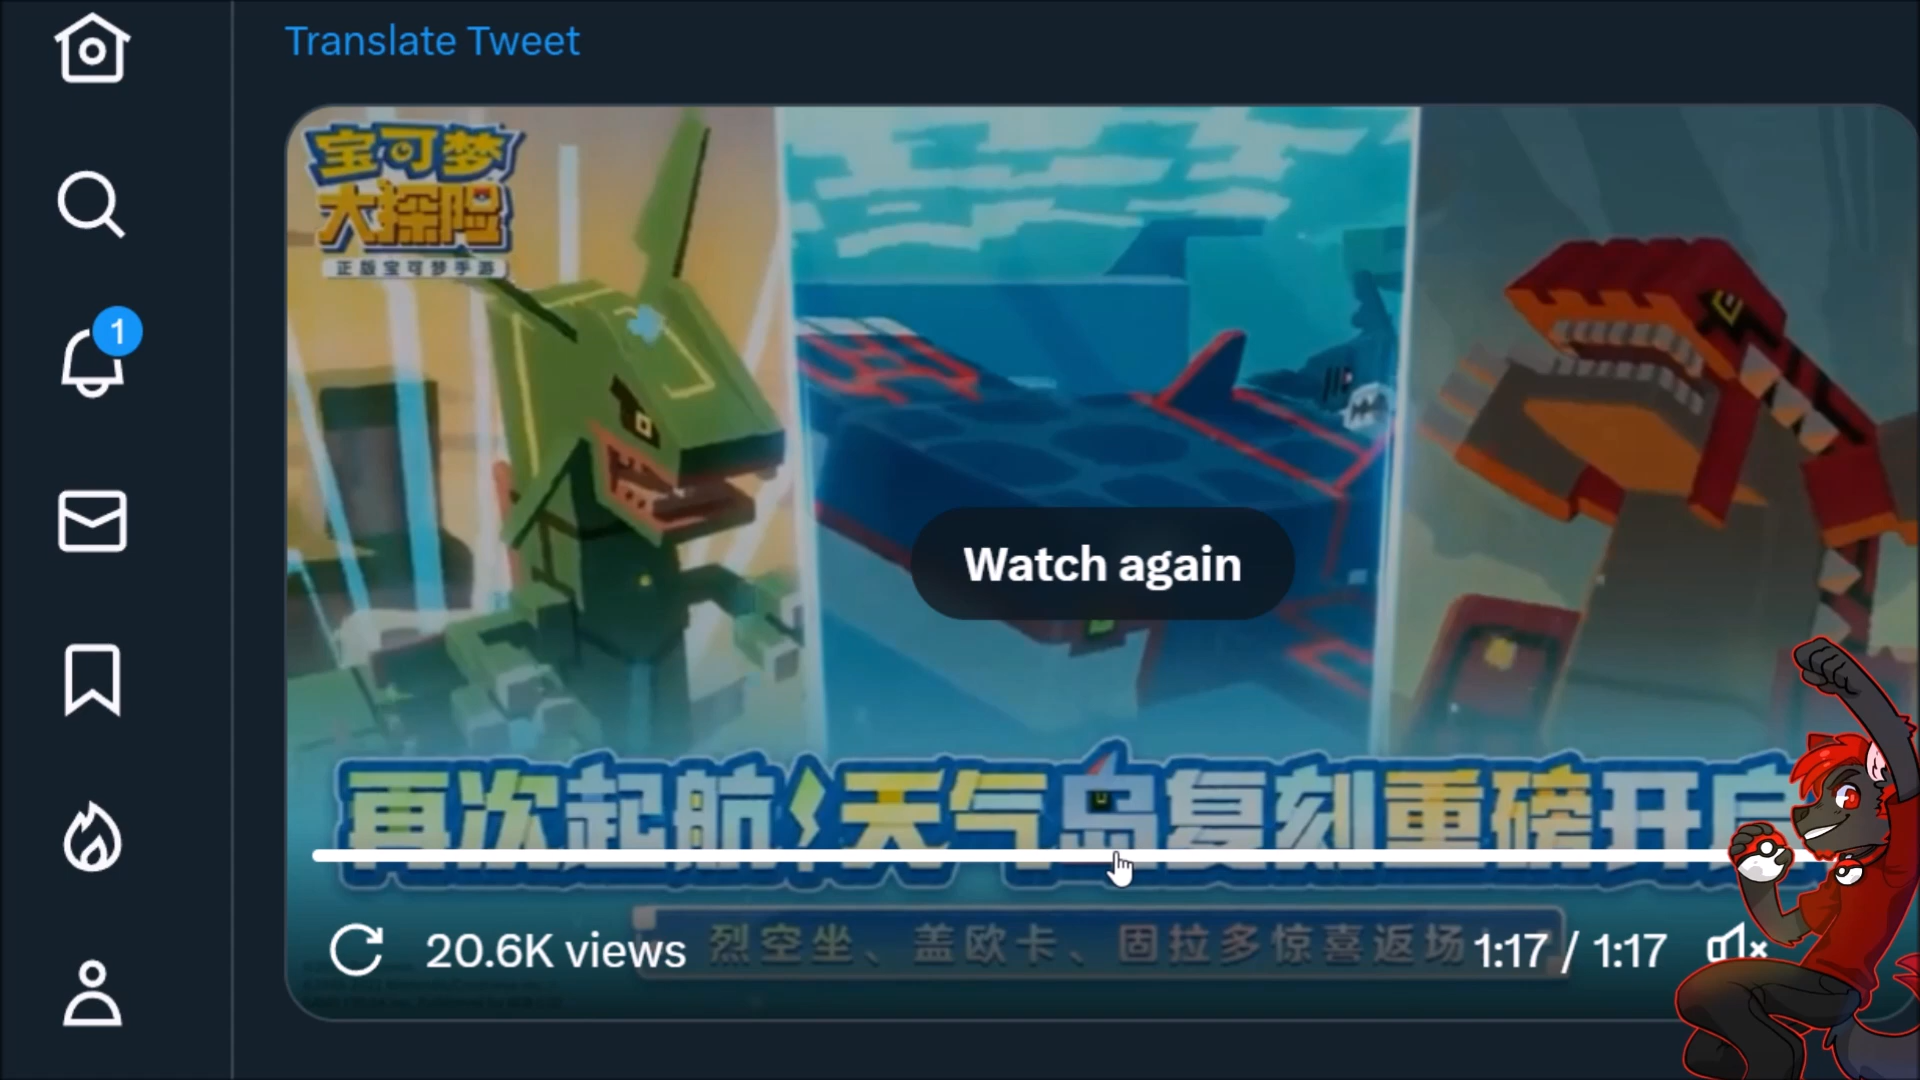 Translate Tweet
宝可梦
大探险
正版宝可梦手游
1
Watch again
再次起航!天气岛复刻重磅开启
20.6K views
烈空坐、盖欧卡、固拉多惊喜返场
1:17 / 1:17